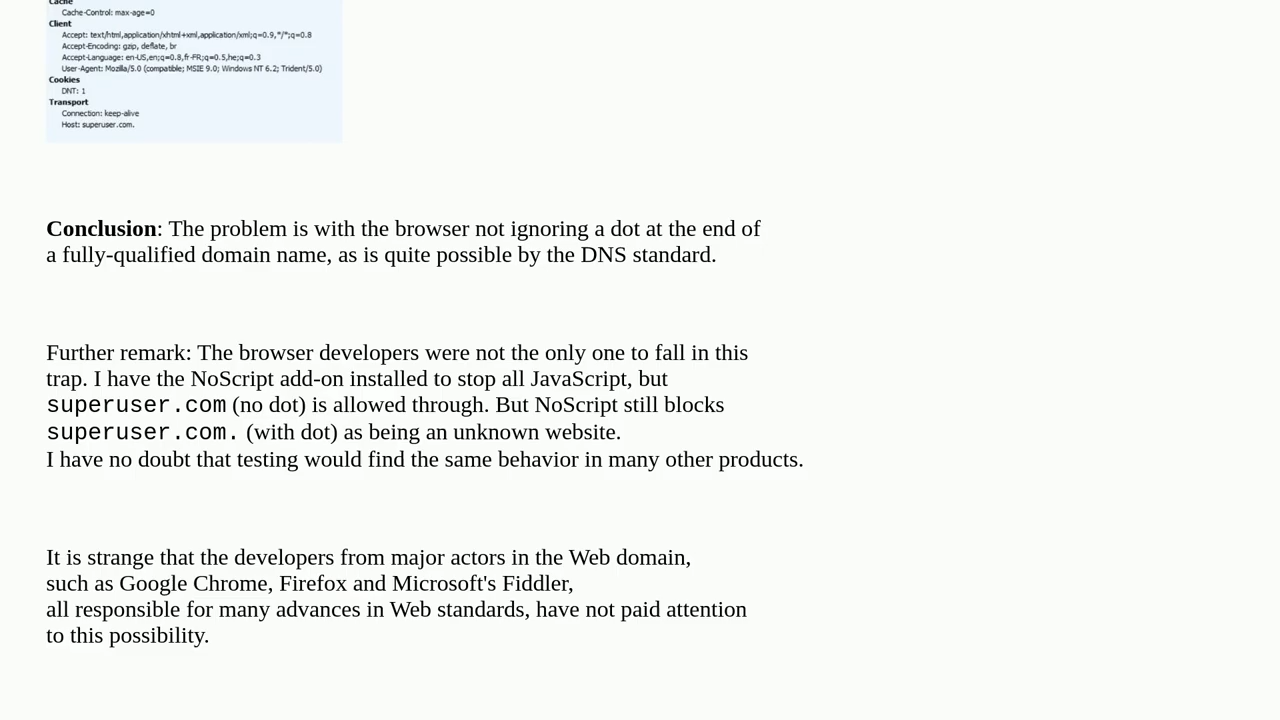 Cache
Cache-Control: max-age=0
Client
Accept: text/html,application/xhtml+xml,application/xml;q=0.9,*/*;q=0.8
Accept-Encoding: gzip, deflate, br
Accept-Language: en-US,en;q=0.8,fr-FR;q=0.5,he;q=0.3
User-Agent: Mozilla/5.0 (compatible; MSIE 9.0; Windows NT 6.2; Trident/5.0)
Cookies
DNT: 1
Transport
Connection: keep-alive
Host: superuser.com.
Conclusion: The problem is with the browser not ignoring a dot at the end of
a fully-qualified domain name, as is quite possible by the DNS standard.
Further remark: The browser developers were not the only one to fall in this
trap. I have the NoScript add-on installed to stop all JavaScript, but
superuser.com (no dot) is allowed through. But NoScript still blocks
superuser.com. (with dot) as being an unknown website.
I have no doubt that testing would find the same behavior in many other products.
It is strange that the developers from major actors in the Web domain,
such as Google Chrome, Firefox and Microsoft's Fiddler,
all responsible for many advances in Web standards, have not paid attention
to this possibility.